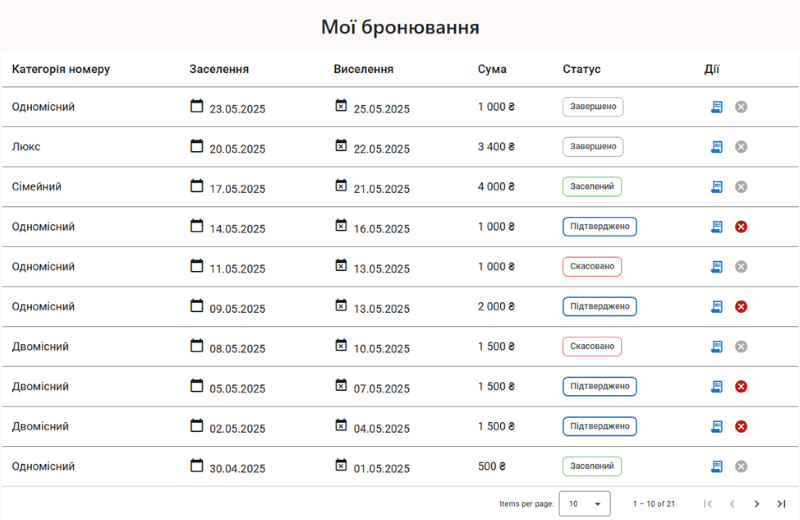 Мої бронювання
Категорія номеру Заселення Виселення Сума Статус Дії
Одномісний 23.05.2025 25.05.2025 1 000 ₴ Завершено
Люкс 20.05.2025 22.05.2025 3 400 ₴ Завершено
Сімейний 17.05.2025 21.05.2025 4 000 ₴ Заселений
Одномісний 14.05.2025 16.05.2025 1 000 ₴ Підтверджено
Одномісний 11.05.2025 13.05.2025 1 000 ₴ Скасовано
Одномісний 09.05.2025 13.05.2025 2 000 ₴ Підтверджено
Двомісний 08.05.2025 10.05.2025 1 500 ₴ Скасовано
Двомісний 05.05.2025 07.05.2025 1 500 ₴ Підтверджено
Двомісний 02.05.2025 04.05.2025 1 500 ₴ Підтверджено
Одномісний 30.04.2025 01.05.2025 500 ₴ Заселений
Items per page: 10 1 – 10 of 21